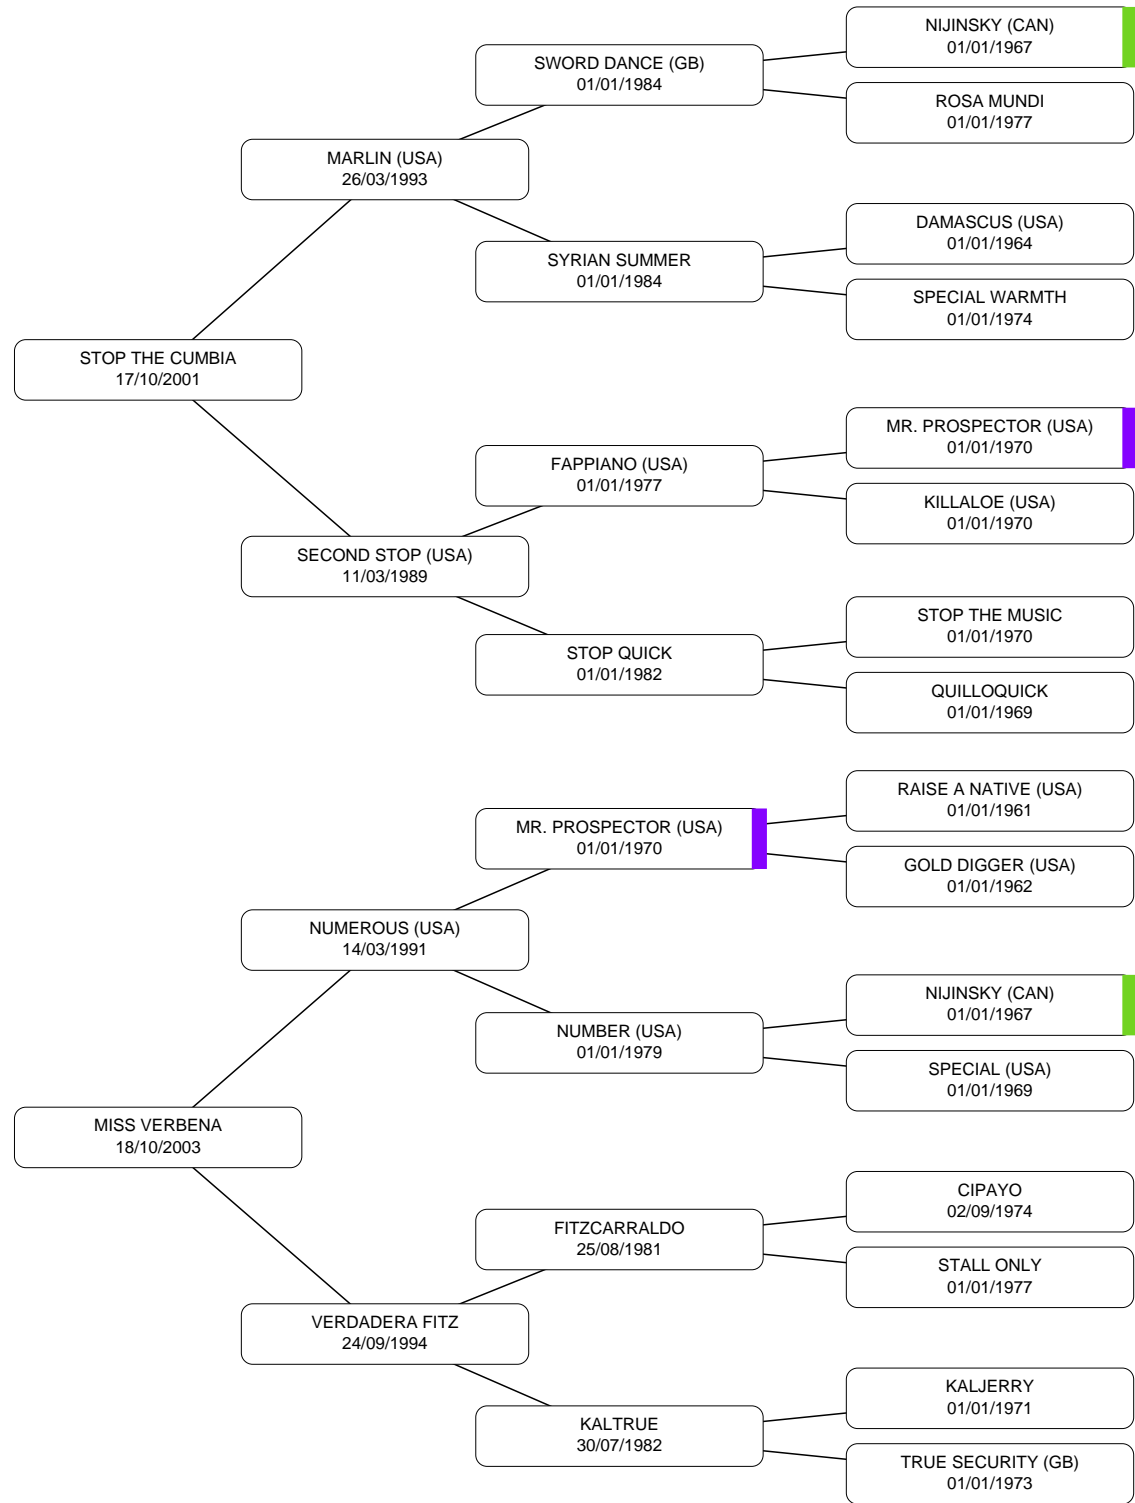 NIJINSKY (CAN)
01/01/1967
SWORD DANCE (GB)
01/01/1984
ROSA MUNDI
01/01/1977
MARLIN (USA)
26/03/1993
DAMASCUS (USA)
01/01/1964
SYRIAN SUMMER
01/01/1984
SPECIAL WARMTH
01/01/1974
STOP THE CUMBIA
17/10/2001
MR. PROSPECTOR (USA)
01/01/1970
FAPPIANO (USA)
01/01/1977
KILLALOE (USA)
01/01/1970
SECOND STOP (USA)
11/03/1989
STOP THE MUSIC
01/01/1970
STOP QUICK
01/01/1982
QUILLOQUICK
01/01/1969
RAISE A NATIVE (USA)
01/01/1961
MR. PROSPECTOR (USA)
01/01/1970
GOLD DIGGER (USA)
01/01/1962
NUMEROUS (USA)
14/03/1991
NIJINSKY (CAN)
01/01/1967
NUMBER (USA)
01/01/1979
SPECIAL (USA)
01/01/1969
MISS VERBENA
18/10/2003
CIPAYO
02/09/1974
FITZCARRALDO
25/08/1981
STALL ONLY
01/01/1977
VERDADERA FITZ
24/09/1994
KALJERRY
01/01/1971
KALTRUE
30/07/1982
TRUE SECURITY (GB)
01/01/1973